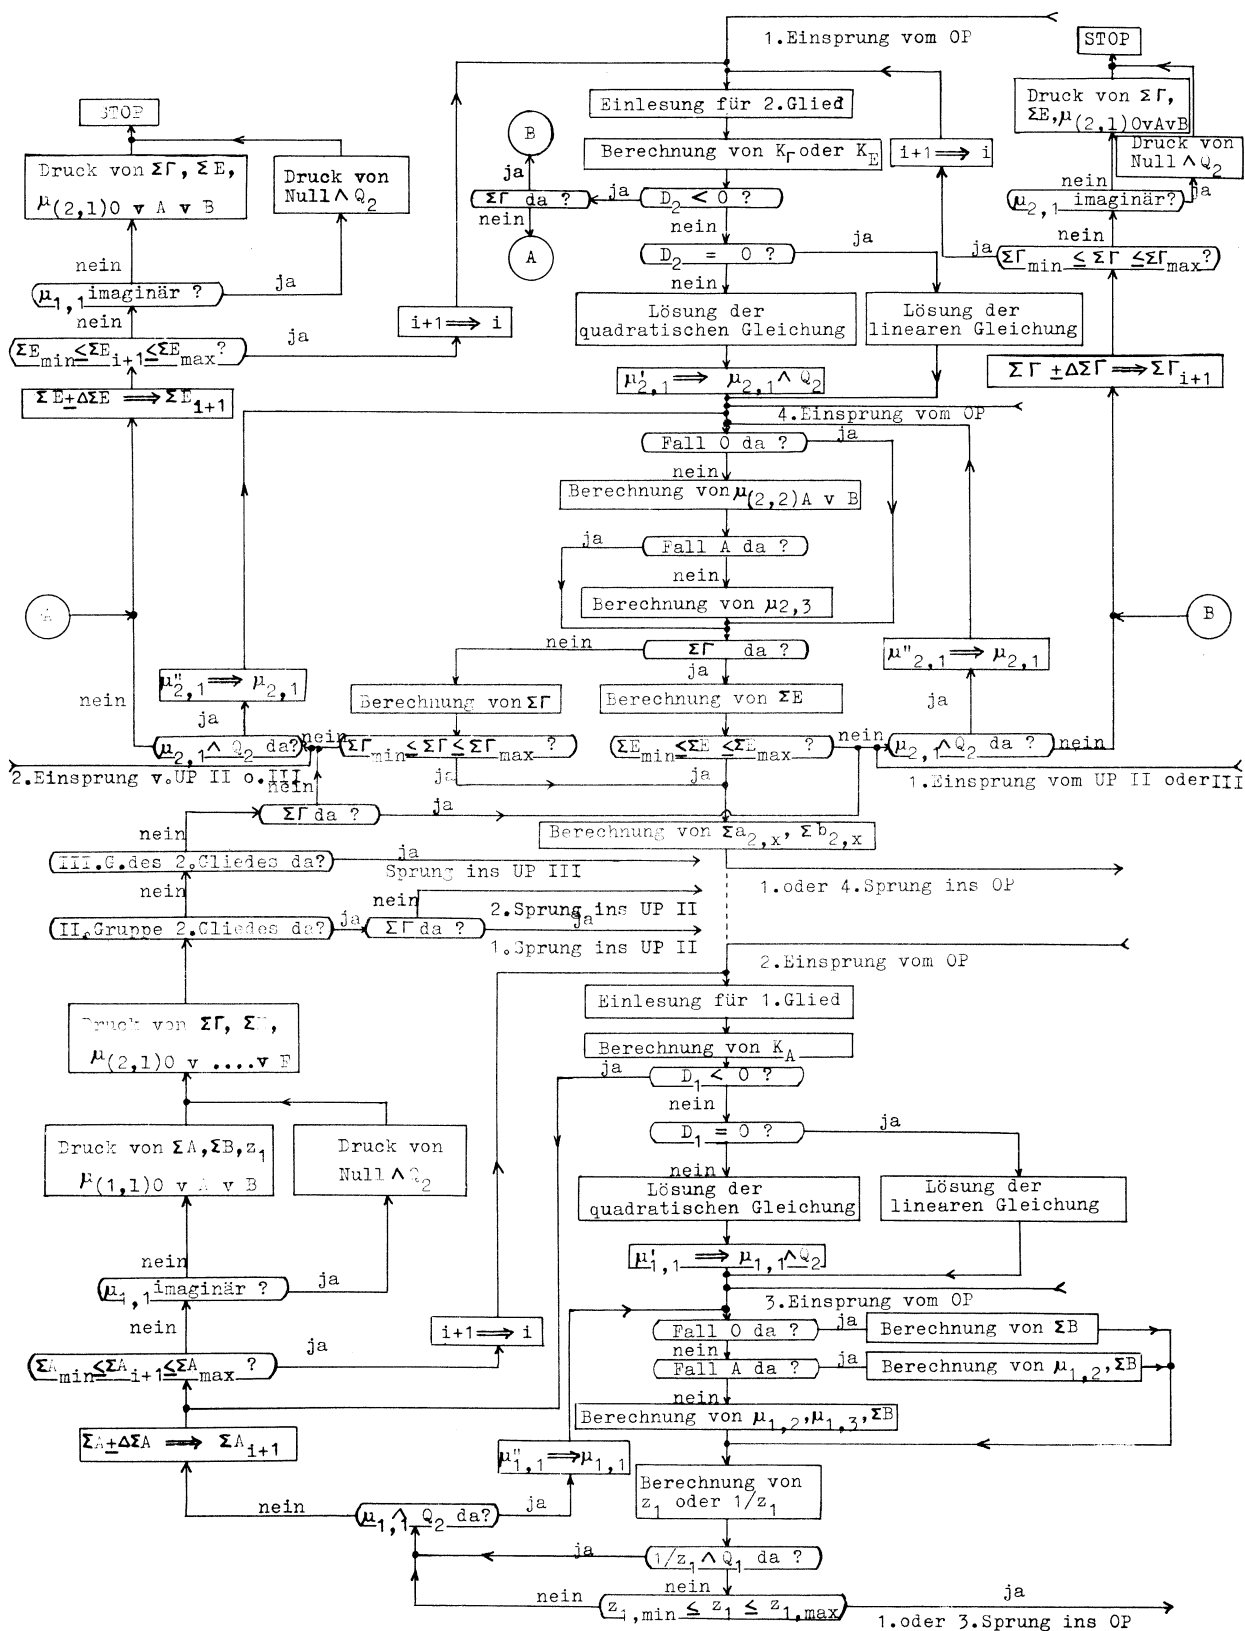 1.Einsprung vom OP
STOP
Einlesung für 2.Glied
Druck von ΣΓ,
ΣE,μ(2,1)OvAvB
STOP
B
Berechnung von KΓ oder KE
i+1 ⟹ i
Druck von
Null ∧ Q2
Druck von ΣΓ, ΣE,
μ(2,1)O v A v B
Druck von
Null ∧ Q2
ja
ΣΓ da ?
ja
D2 < 0 ?
nein
ja
μ2,1 imaginär?
nein
nein
A
D2 = 0 ?
ja
nein
ja
ΣΓmin ≤ ΣΓ ≤ ΣΓmax?
nein
nein
μ1,1 imaginär ?
ja
Lösung der
quadratischen Gleichung
Lösung der
linearen Gleichung
nein
i+1 ⟹ i
ΣEmin ≤ ΣEi+1 ≤ ΣEmax?
ja
μ'2,1 ⟹ μ2,1 ∧ Q2
ΣΓ ± ΔΣΓ ⟹ ΣΓi+1
ΣE ± ΔΣE ⟹ ΣEi+1
4.Einsprung vom OP
Fall O da ?
ja
nein
Berechnung von μ(2,2)A v B
ja
Fall A da ?
nein
Berechnung von μ2,3
A
B
nein
ΣΓ da ?
ja
μ"2,1 ⟹ μ2,1
μ"2,1 ⟹ μ2,1
nein
Berechnung von ΣΓ
Berechnung von ΣE
ja
ja
μ2,1 ∧ Q2 da?
nein
ΣΓmin ≤ ΣΓ ≤ ΣΓmax ?
ΣEmin ≤ ΣE ≤ ΣEmax ?
nein
μ2,1 ∧ Q2 da ?
nein
2.Einsprung v.UP II o.III
nein
ja
ja
1.Einsprung vom UP II oder III
ΣΓ da ?
ja
nein
Berechnung von Σa2,x, Σb2,x
III.G.des 2.Gliedes da?
ja
Sprung ins UP III
1.oder 4.Sprung ins OP
nein
nein
2.Sprung ins UP II
II.Gruppe 2.Gliedes da?
ja
ΣΓ da ?
ja
1.Sprung ins UP II
2.Einsprung vom OP
Einlesung für 1.Glied
Druck von ΣΓ, ΣE,
μ(2,1)O v ....v F
Berechnung von KA
ja
D1 < 0 ?
nein
D1 = 0 ?
ja
Druck von ΣA,ΣB,z1
μ(1,1)O v A v B
Druck von
Null ∧ Q2
nein
Lösung der
quadratischen Gleichung
Lösung der
linearen Gleichung
μ'1,1 ⟹ μ1,1 ∧ Q2
nein
μ1,1 imaginär ?
ja
3.Einsprung vom OP
nein
i+1 ⟹ i
Fall O da ?
ja
Berechnung von ΣB
nein
ΣAmin ≤ ΣAi+1 ≤ ΣAmax ?
ja
Fall A da ?
ja
Berechnung von μ1,2,ΣB
nein
Berechnung von μ1,2,μ1,3,ΣB
ΣA ± ΔΣA ⟹ ΣAi+1
μ"1,1 ⟹ μ1,1
Berechnung von
z1 oder 1/z1
nein
μ1,1 ∧ Q2 da?
ja
ja
1/z1 ∧ Q1 da ?
nein
nein
z1,min ≤ z1 ≤ z1,max
ja
1.oder 3.Sprung ins OP